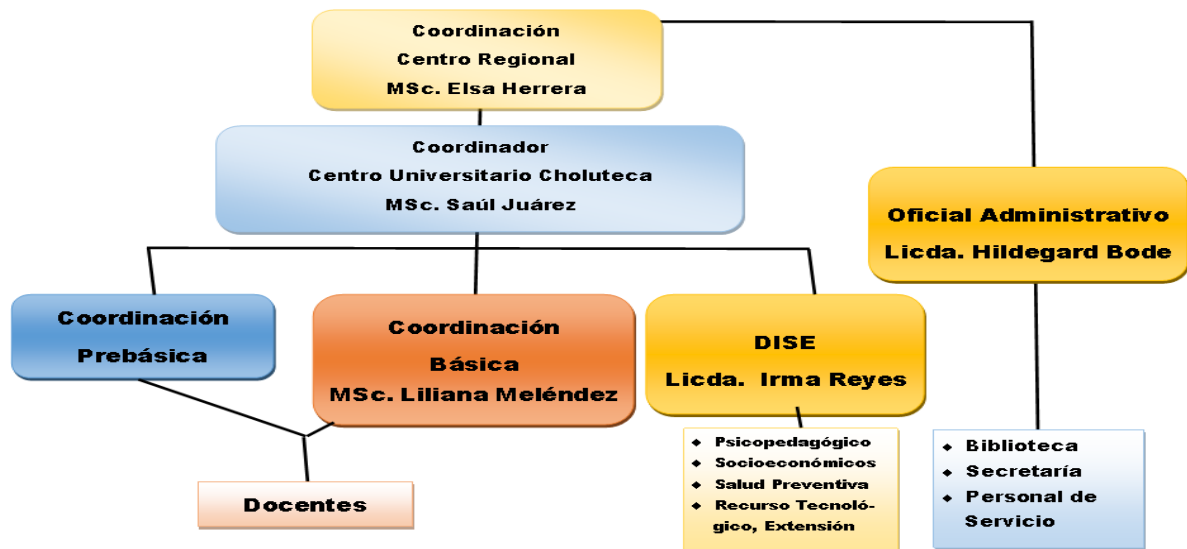 Coordinación
Centro Regional
MSc. Elsa Herrera
Coordinador
Centro Universitario Choluteca
MSc. Saúl Juárez
Oficial Administrativo
Licda. Hildegard Bode
Coordinación
Prebásica
Coordinación
Básica
MSc. Liliana Meléndez
DISE
Licda. Irma Reyes
Docentes
❖ Psicopedagógico
❖ Socioeconómicos
❖ Salud Preventiva
❖ Recurso Tecnoló-
gico, Extensión
❖ Biblioteca
❖ Secretaría
❖ Personal de
Servicio